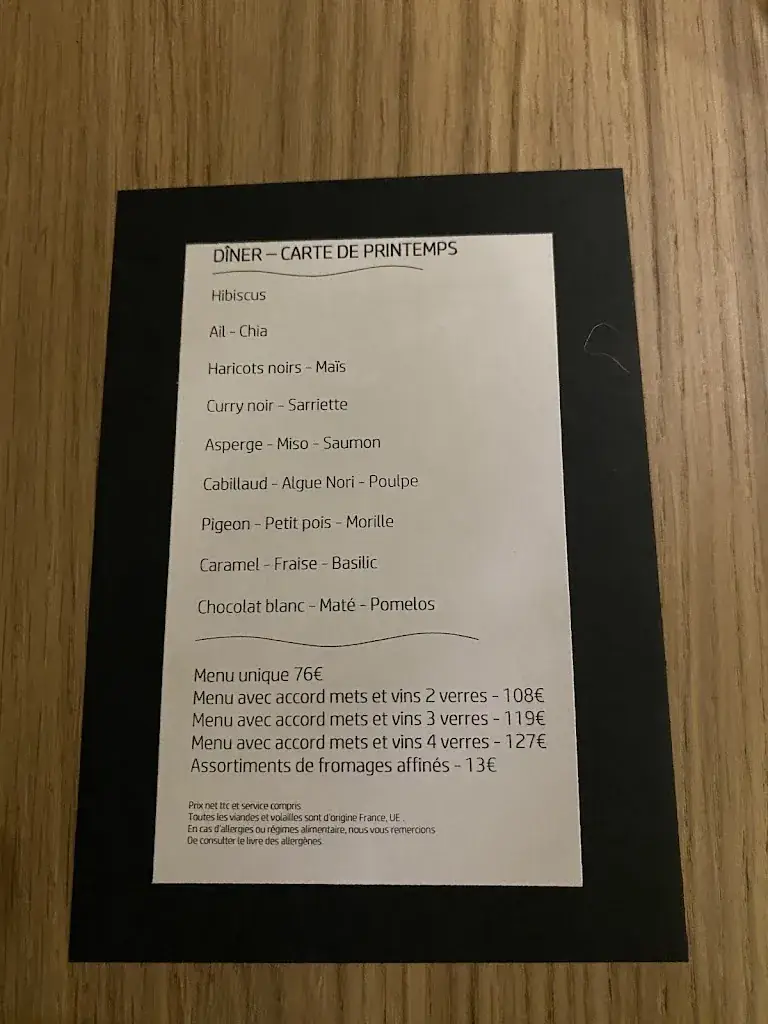 DÎNER – CARTE DE PRINTEMPS
Hibiscus
Ail - Chia
Haricots noirs - Maïs
Curry noir - Sarriette
Asperge - Miso - Saumon
Cabillaud - Algue Nori - Poulpe
Pigeon - Petit pois - Morille
Caramel - Fraise - Basilic
Chocolat blanc - Maté - Pomelos
Menu unique 76€
Menu avec accord mets et vins 2 verres - 108€
Menu avec accord mets et vins 3 verres - 119€
Menu avec accord mets et vins 4 verres - 127€
Assortiments de fromages affinés - 13€
Prix net ttc et service compris
Toutes les viandes et volailles sont d'origine France, UE .
En cas d'allergies ou régimes alimentaire, nous vous remercions
De consulter le livre des allergènes